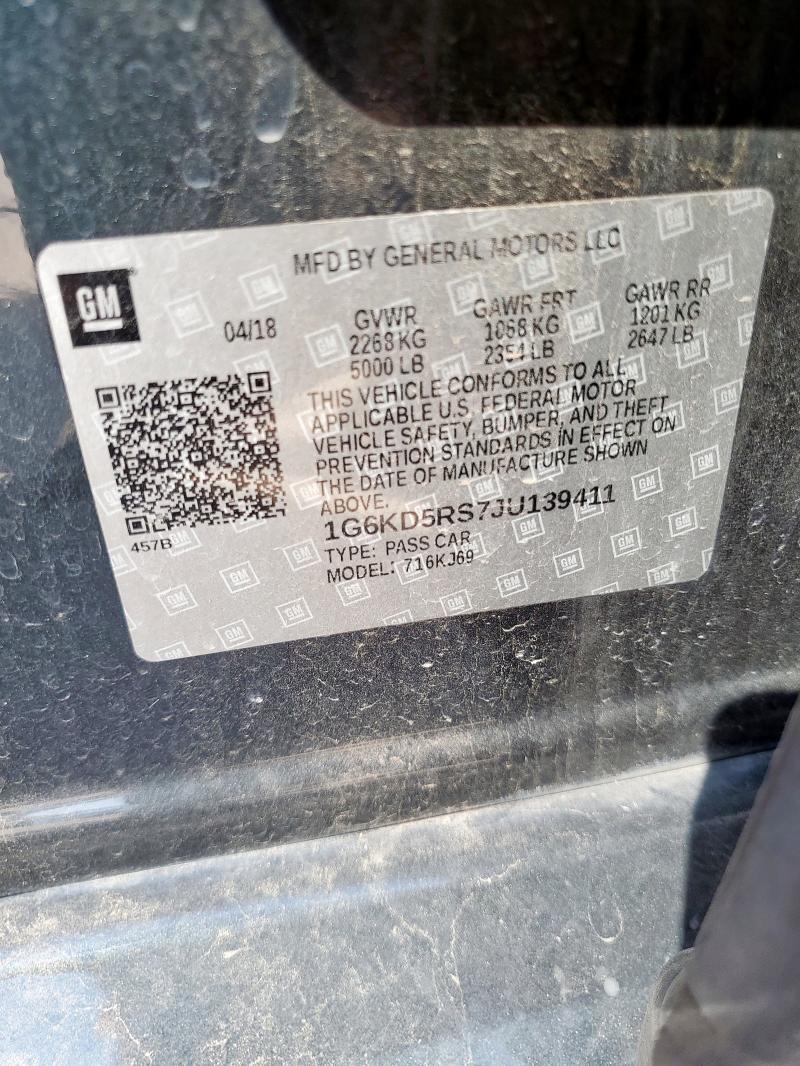 MFD BY GENERAL MOTORS LLC
GM
04/18
GVWR
2268 KG
5000 LB
GAWR FRT
1068 KG
2354 LB
GAWR RR
1201 KG
2647 LB
THIS VEHICLE CONFORMS TO ALL
APPLICABLE U.S. FEDERAL MOTOR
VEHICLE SAFETY, BUMPER, AND THEFT
PREVENTION STANDARDS IN EFFECT ON
THE DATE OF MANUFACTURE SHOWN
ABOVE.
1G6KD5RS7JU139411
457B
TYPE: PASS CAR
MODEL: 716KJ69